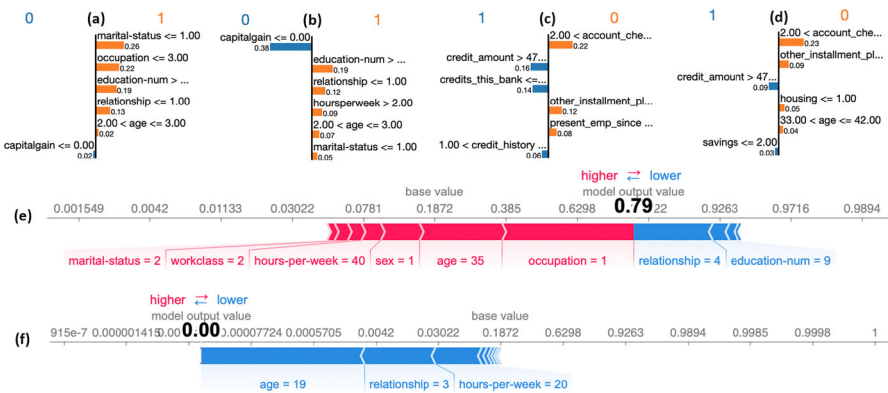 0 (a) 1
marital-status <= 1.00
0.26
occupation <= 3.00
0.22
education-num > ...
0.19
relationship <= 1.00
0.13
2.00 < age <= 3.00
0.02
capitalgain <= 0.00
0.02
0 (b) 1
capitalgain <= 0.00
0.38
education-num > ...
0.19
relationship <= 1.00
0.12
hoursperweek > 2.00
0.09
2.00 < age <= 3.00
0.07
marital-status <= 1.00
0.05
1 (c) 0
2.00 < account_che...
0.22
credit_amount > 47...
0.16
credits_this_bank <=...
0.14
other_installment_pl...
0.12
present_emp_since ...
0.08
1.00 < credit_history ...
0.06
1 (d) 0
2.00 < account_che...
0.23
other_installment_pl...
0.09
credit_amount > 47...
0.09
housing <= 1.00
0.05
33.00 < age <= 42.00
0.04
savings <= 2.00
0.03
higher ⇄ lower
base value model output value
(e) 0.79
0.001549 0.0042 0.01133 0.03022 0.0781 0.1872 0.385 0.6298 22 0.9263 0.9716 0.9894
marital-status = 2 workclass = 2 hours-per-week = 40 sex = 1 age = 35 occupation = 1 relationship = 4 education-num = 9
higher ⇄ lower
(f) model output value base value
0.00
915e-7 0.000001415 0.00 0.00007724 0.0005705 0.0042 0.03022 0.1872 0.6298 0.9263 0.9894 0.9985 0.9998 1
age = 19 relationship = 3 hours-per-week = 20